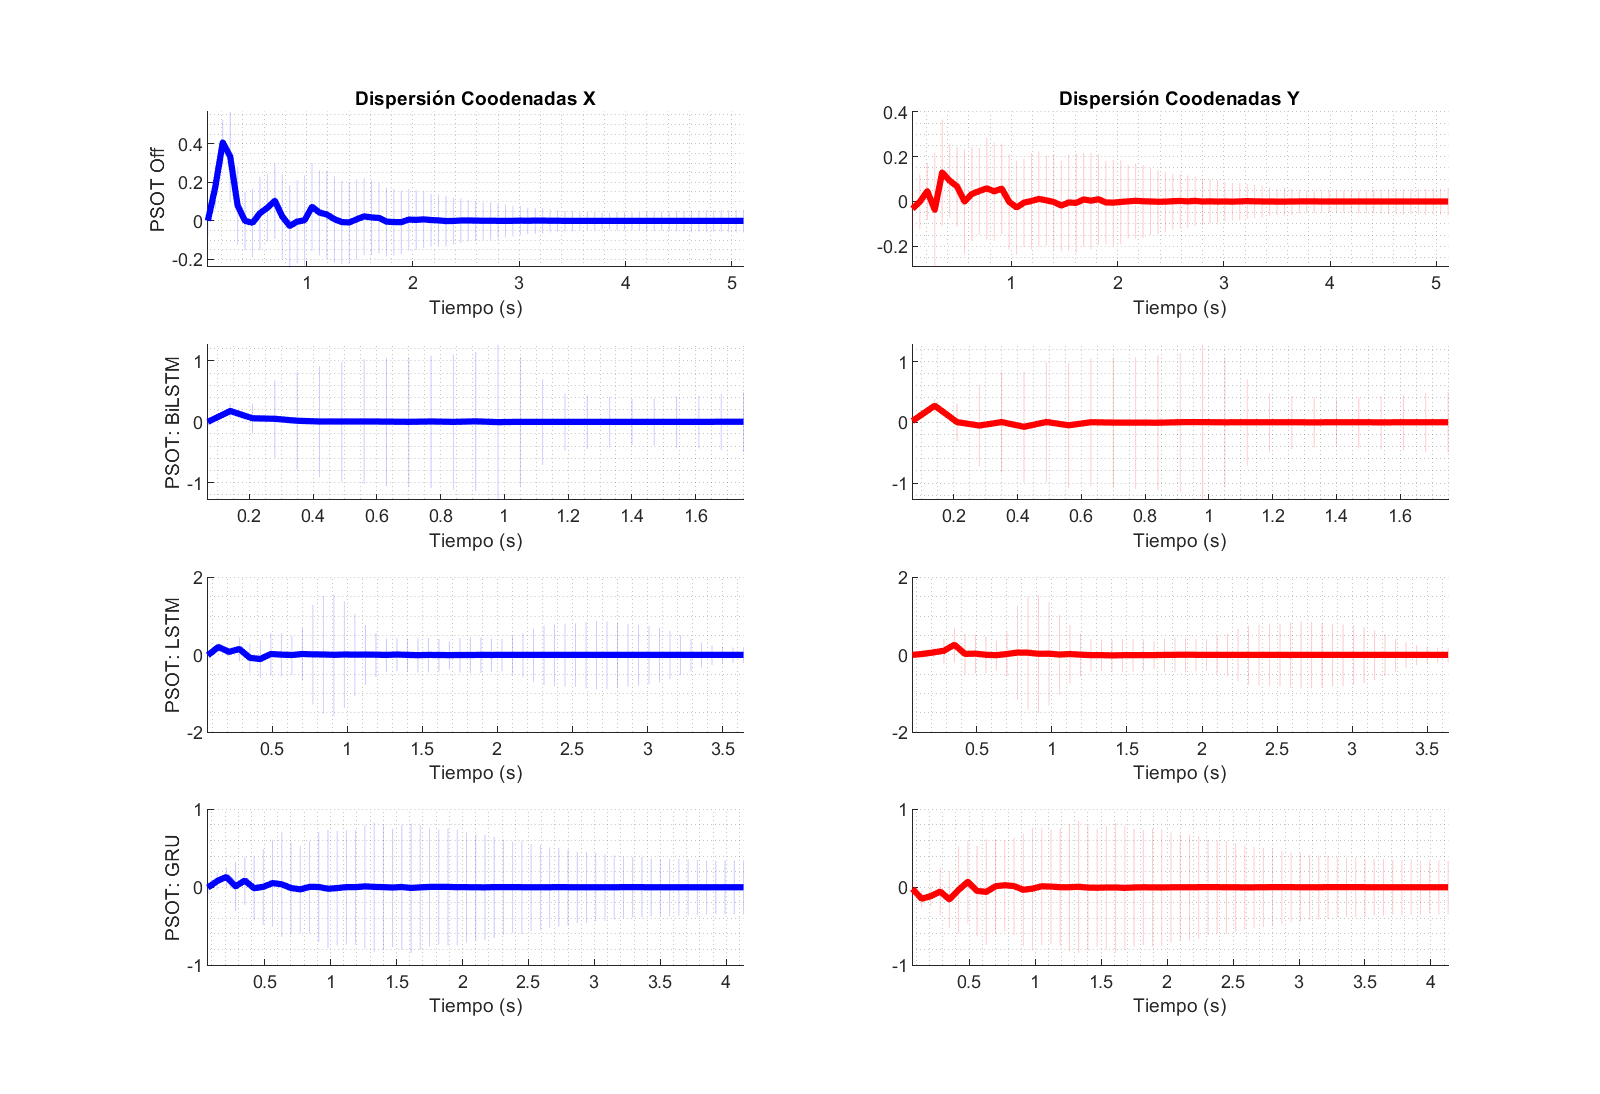 Dispersión Coodenadas X
PSOT Off
0.4
0.2
0
-0.2
1 2 3 4 5
Tiempo (s)
Dispersión Coodenadas Y
0.4
0.2
0
-0.2
1 2 3 4 5
Tiempo (s)
PSOT: BiLSTM
1
0
-1
0.2 0.4 0.6 0.8 1 1.2 1.4 1.6
Tiempo (s)
1
0
-1
0.2 0.4 0.6 0.8 1 1.2 1.4 1.6
Tiempo (s)
PSOT: LSTM
2
0
-2
0.5 1 1.5 2 2.5 3 3.5
Tiempo (s)
2
0
-2
0.5 1 1.5 2 2.5 3 3.5
Tiempo (s)
PSOT: GRU
1
0
-1
0.5 1 1.5 2 2.5 3 3.5 4
Tiempo (s)
1
0
-1
0.5 1 1.5 2 2.5 3 3.5 4
Tiempo (s)